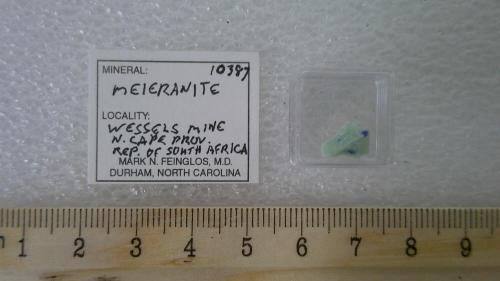 MINERAL: 10387
MEIERANITE
LOCALITY:
WESSELS MINE
N. CAPE PROV.
REP. OF SOUTH AFRICA
MARK N. FEINGLOS, M.D.
DURHAM, NORTH CAROLINA
1 2 3 4 5 6 7 8 9